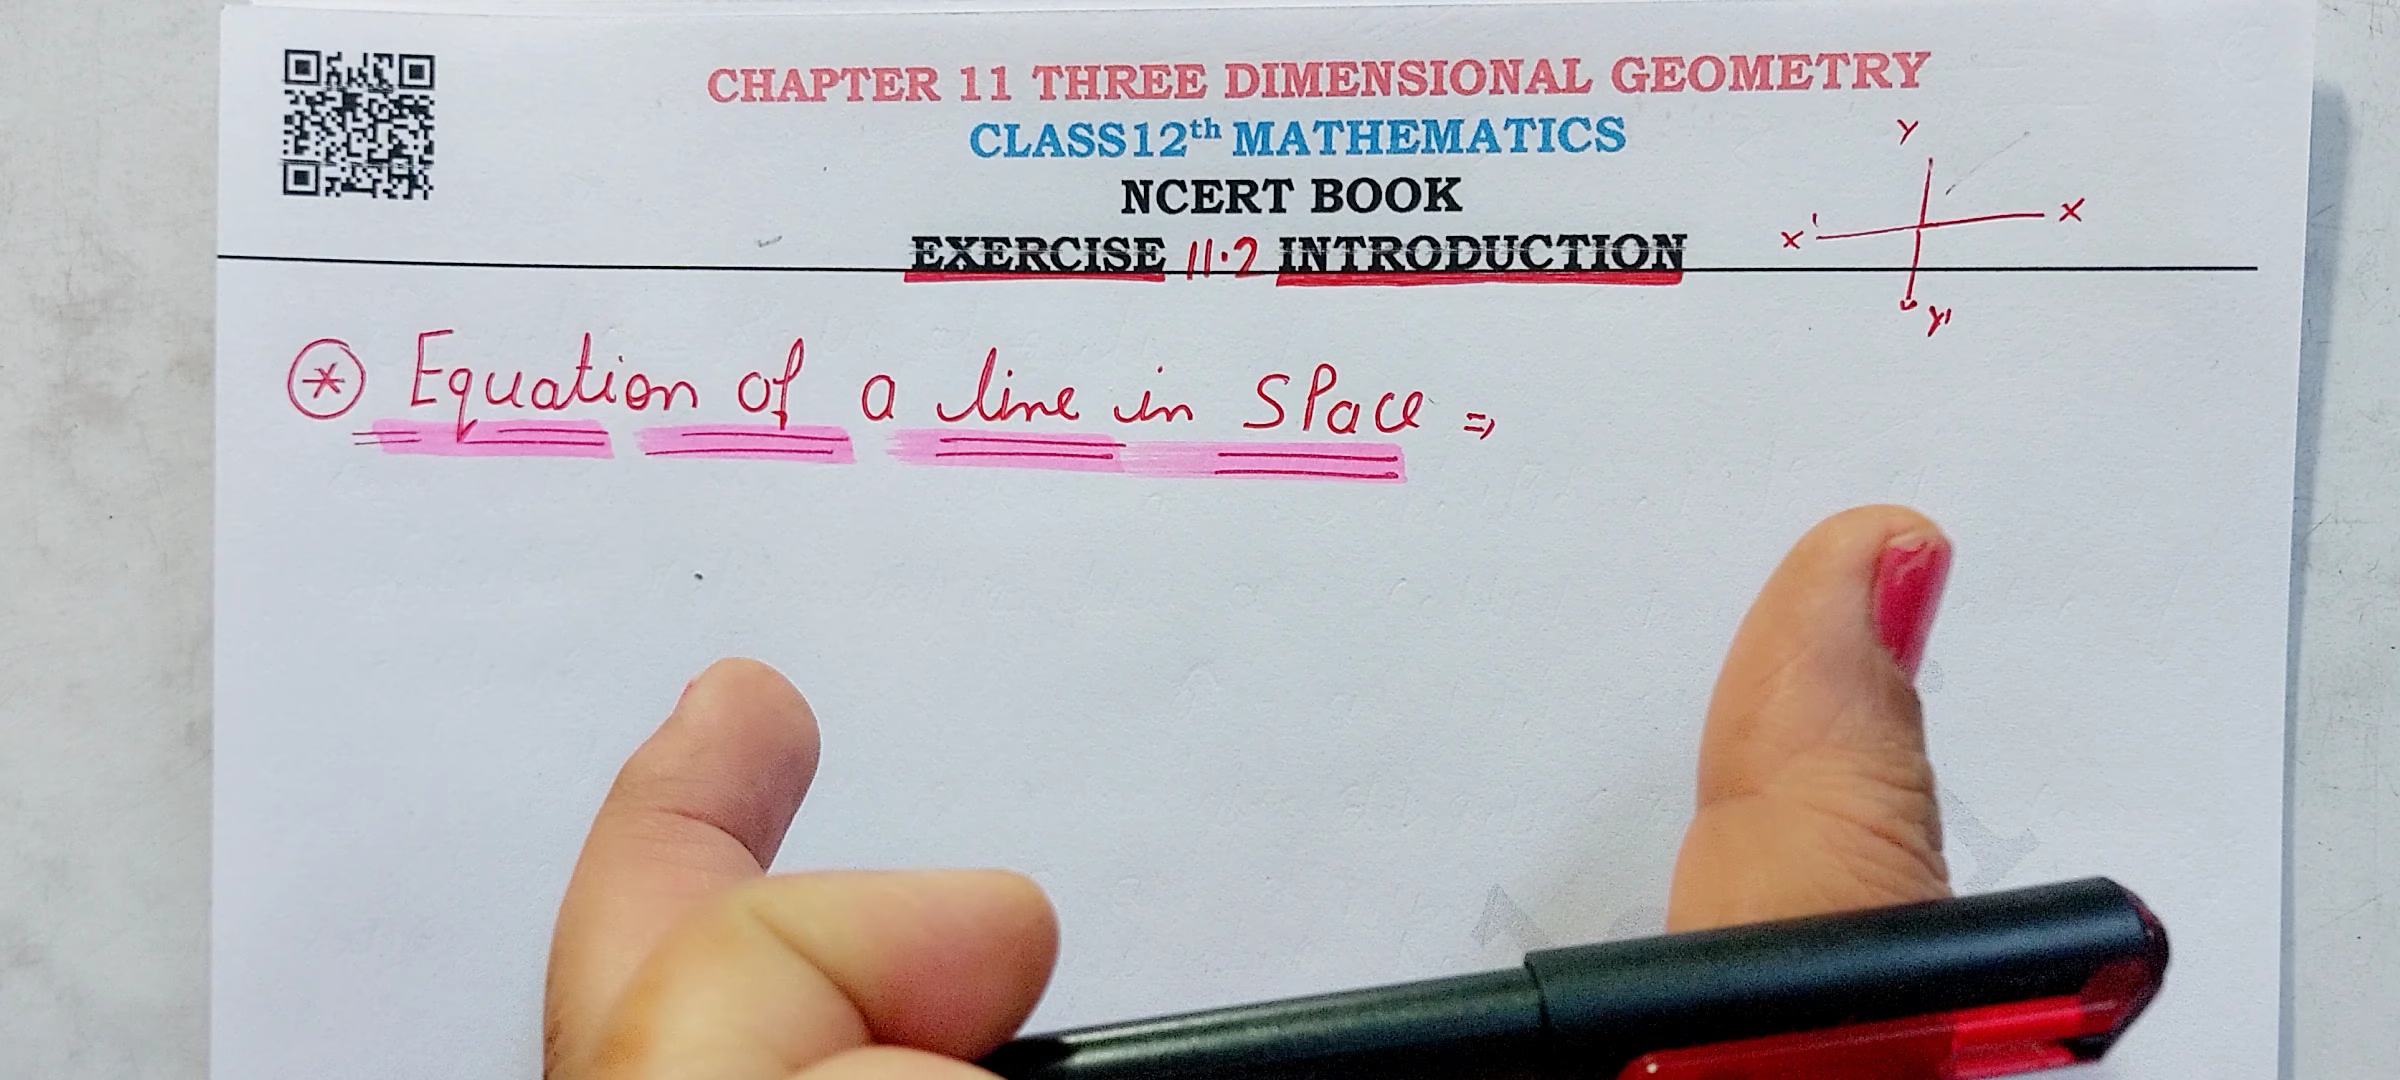 CHAPTER 11 THREE DIMENSIONAL GEOMETRY
CLASS12th MATHEMATICS
NCERT BOOK
EXERCISE 11.2 INTRODUCTION
Y
X' X
Y'
* Equation of a line in SPace =>